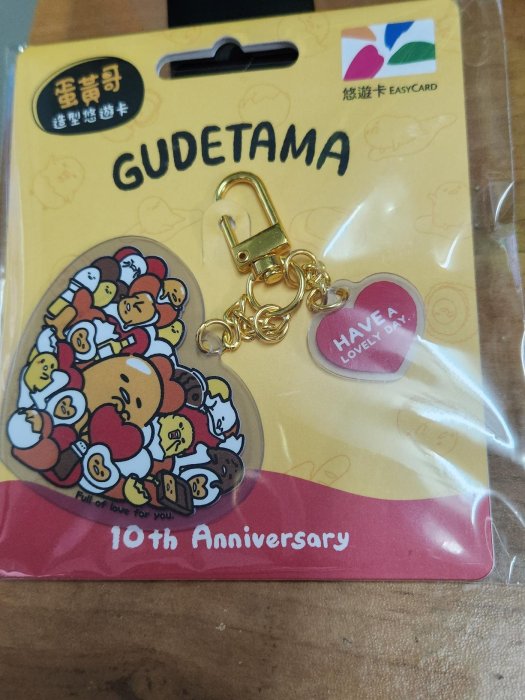 蛋黃哥
造型悠遊卡
悠遊卡 EASYCARD
GUDETAMA
HAVE A
LOVELY DAY.
Full of love for you.
10th Anniversary